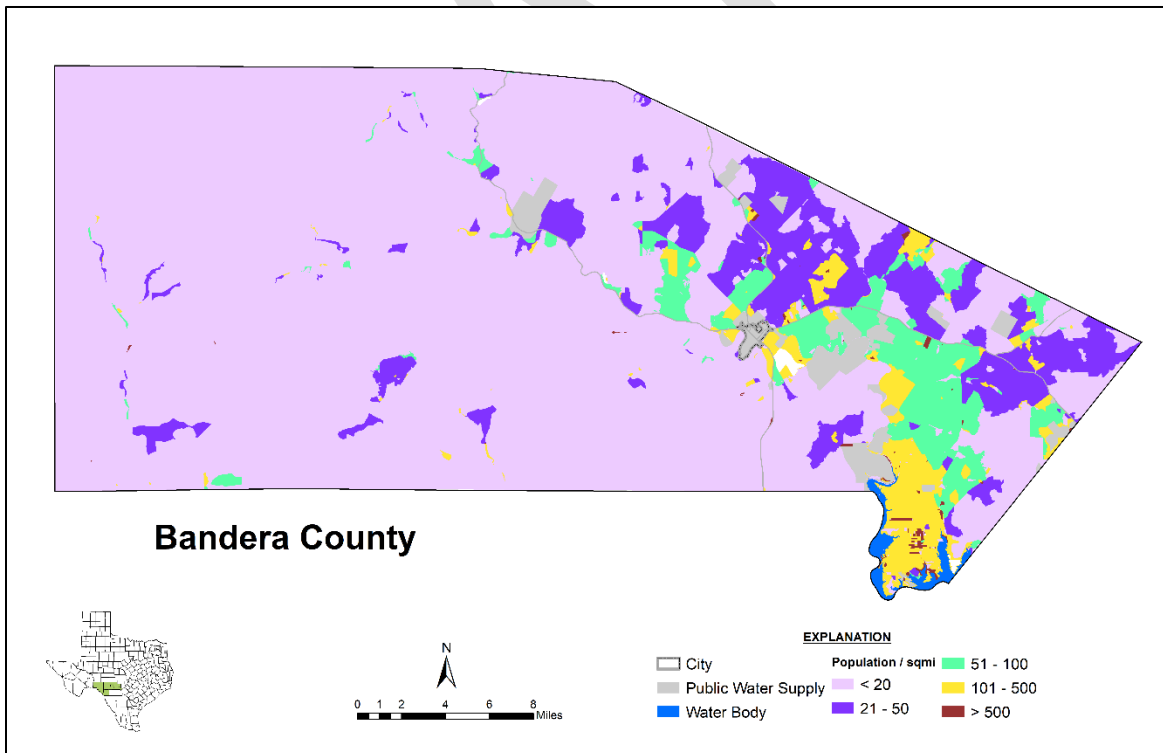 Bandera County
N
0 1 2 4 6 8
Miles
EXPLANATION
City
Public Water Supply
Water Body
Population / sqmi
< 20
21 - 50
51 - 100
101 - 500
> 500